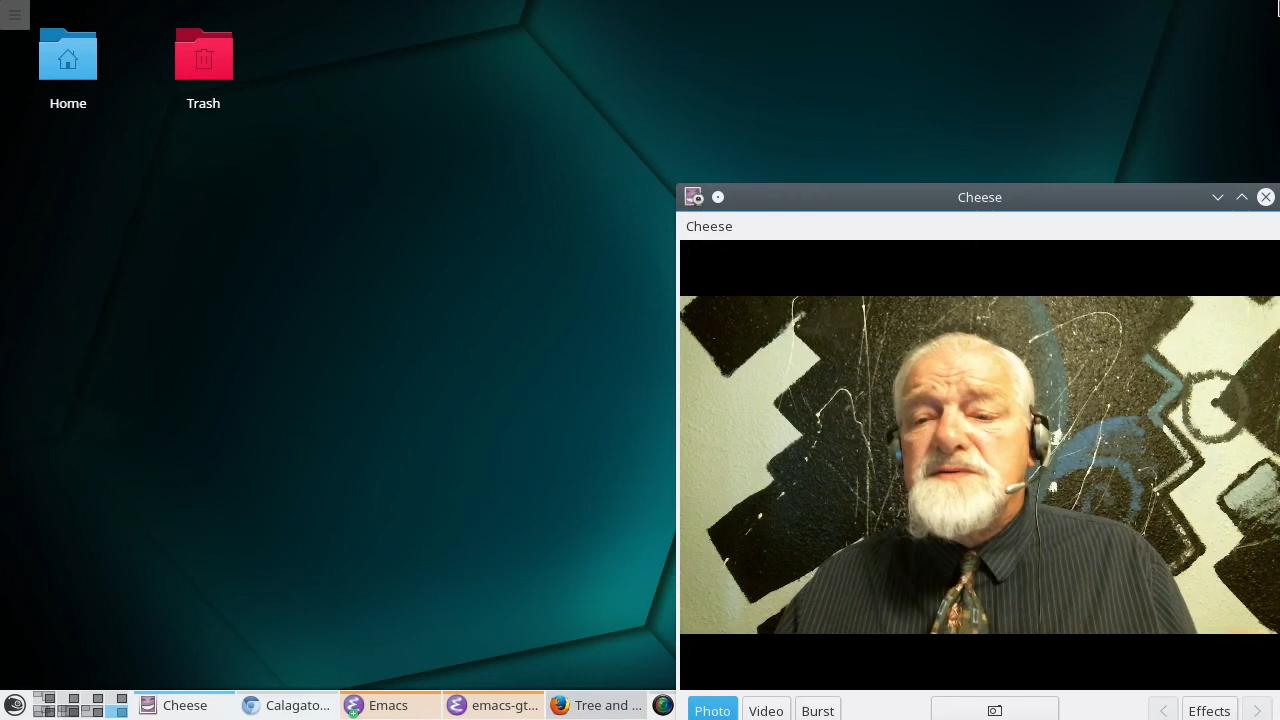 Home
Trash
Cheese
Cheese
Photo
Video
Burst
Effects
Cheese
Calagato...
Emacs
emacs-gt...
Tree and ...